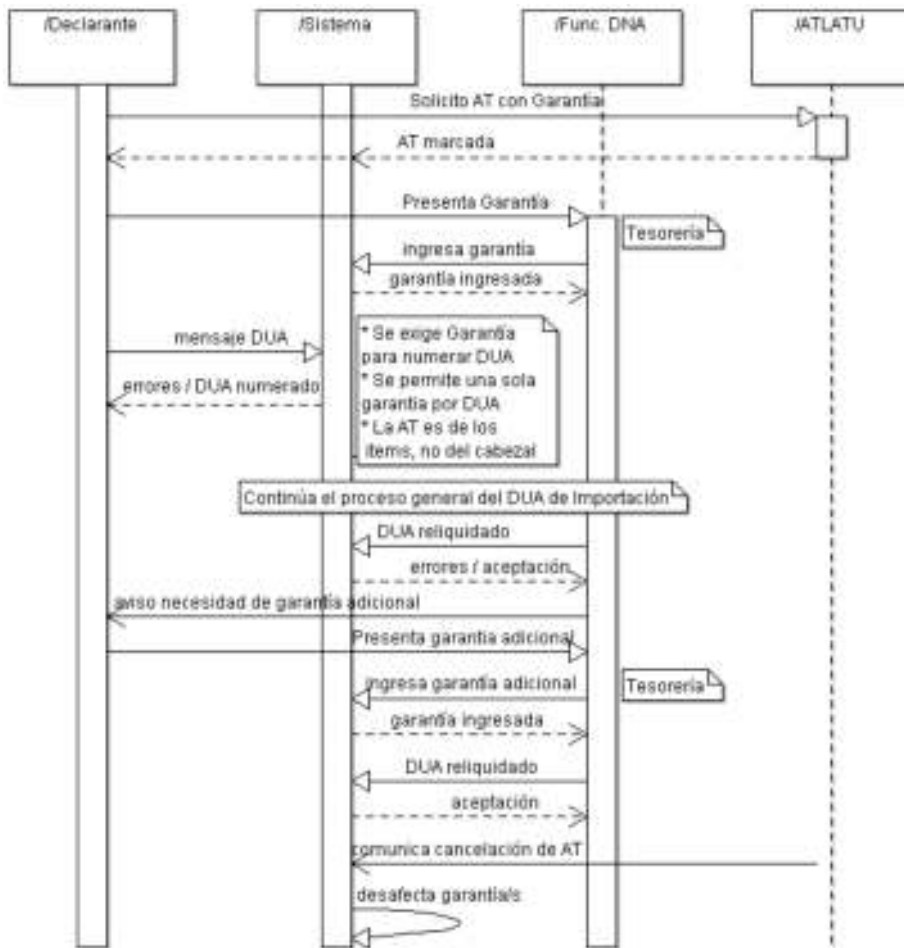 /Declarante
/Sistema
/Func. DNA
/ATLATU
Solicito AT con Garantía
AT marcada
Presenta Garantía
Tesorería
ingresa garantía
garantía ingresada
mensaje DUA
* Se exige Garantía
para numerar DUA
* Se permite una sola
garantía por DUA
* La AT es de los
items, no del cabezal
errores / DUA numerado
Continúa el proceso general del DUA de Importación
DUA reliquidado
errores / aceptación
aviso necesidad de garantía adicional
Presenta garantía adicional
ingresa garantía adicional
Tesorería
garantía ingresada
DUA reliquidado
aceptación
comunica cancelación de AT
desafecta garantía/s